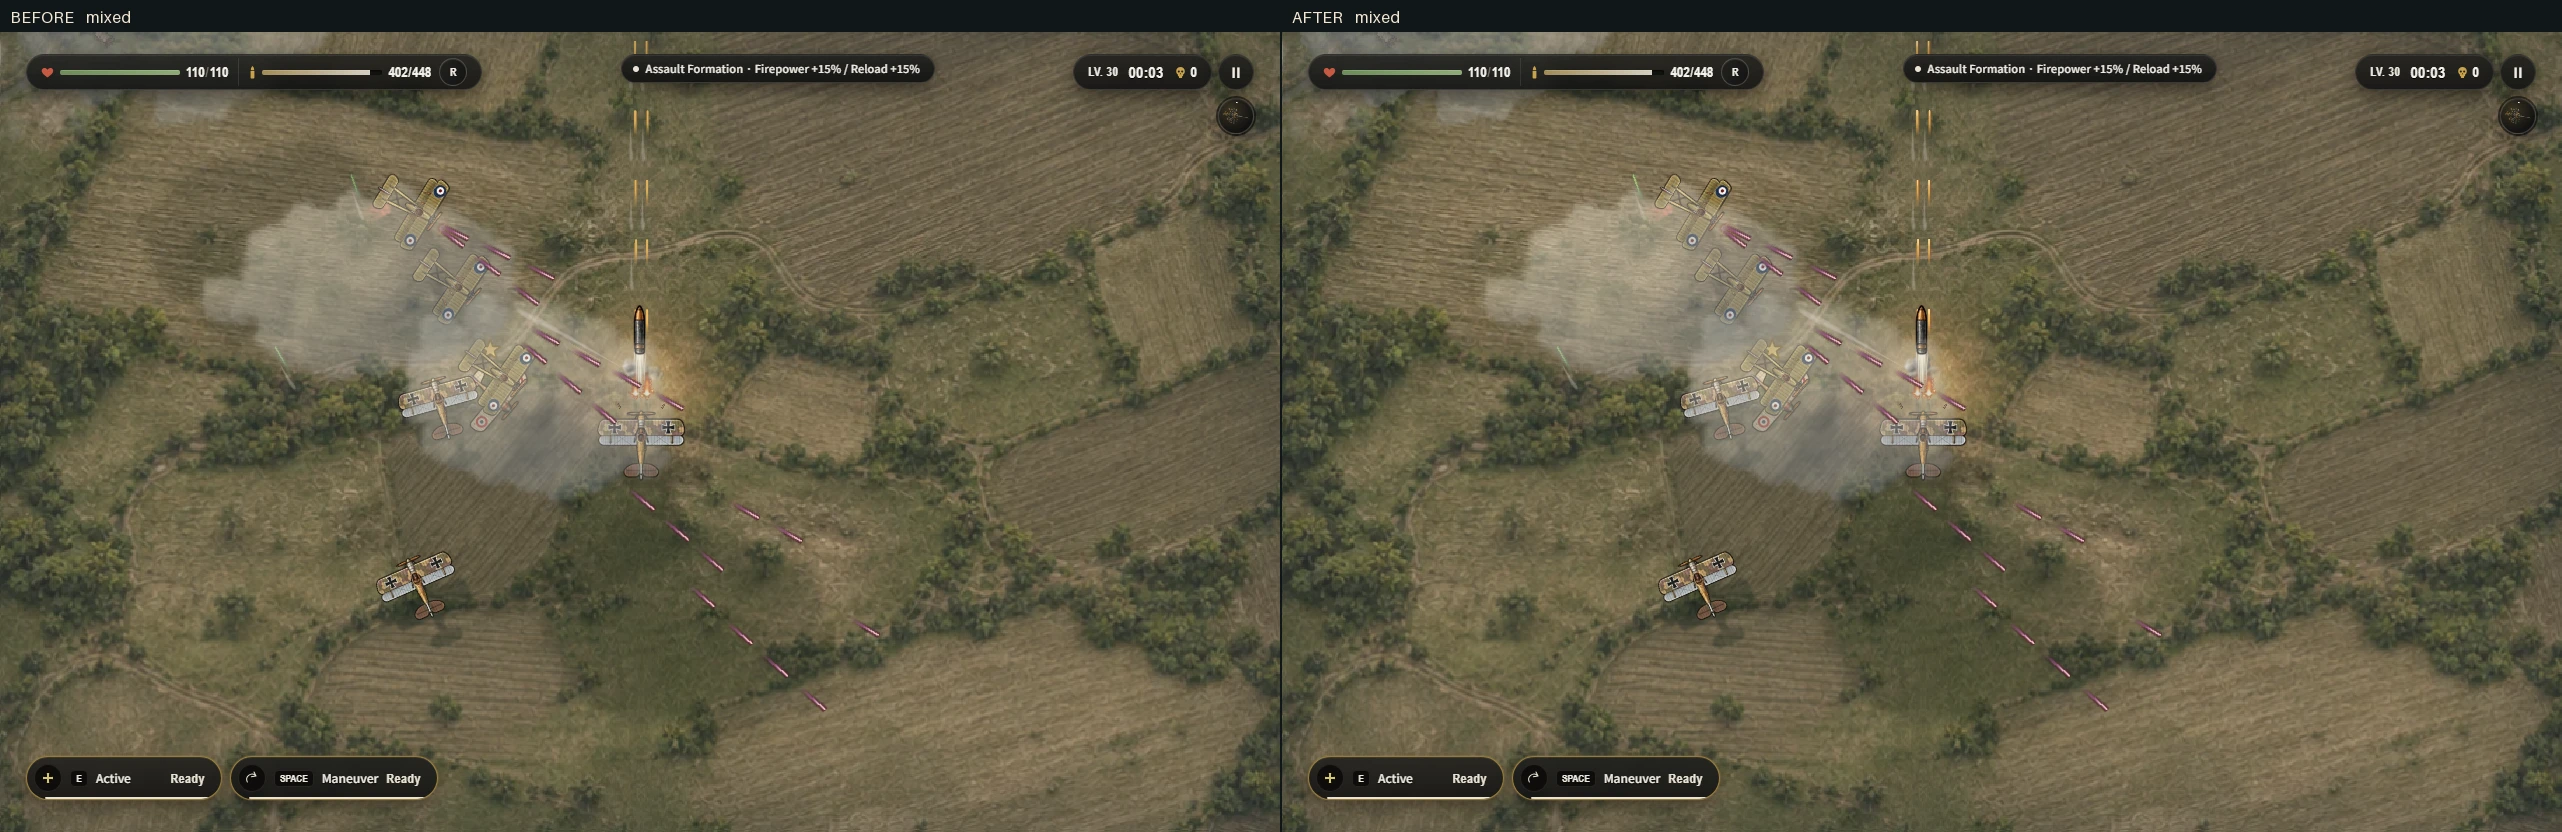 BEFORE mixed
110/110 402/448 R
Assault Formation · Firepower +15% / Reload +15%
LV. 30 00:03 0
E Active Ready
SPACE Maneuver Ready
AFTER mixed
110/110 402/448 R
Assault Formation · Firepower +15% / Reload +15%
LV. 30 00:03 0
E Active Ready
SPACE Maneuver Ready